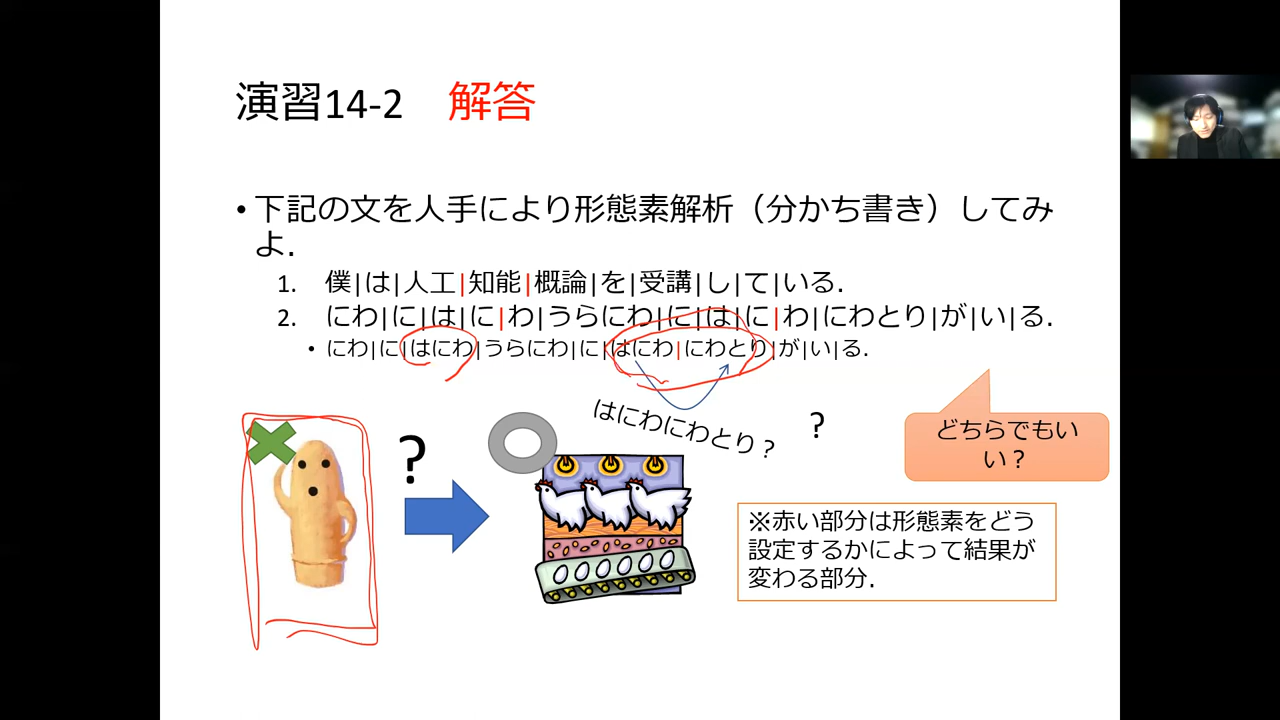 演習14-2 解答
• 下記の文を人手により形態素解析（分かち書き）してみ
よ．
1. 僕|は|人工|知能|概論|を|受講|し|て|いる．
2. にわ|に|は|に|わ|うらにわ|に|は|に|わ|にわとり|が|い|る．
• にわ|に|はにわ|うらにわ|に|はにわ|にわとり|が|い|る．
はにわにわとり？
?
?
どちらでもい
い？
※赤い部分は形態素をどう
設定するかによって結果が
変わる部分．